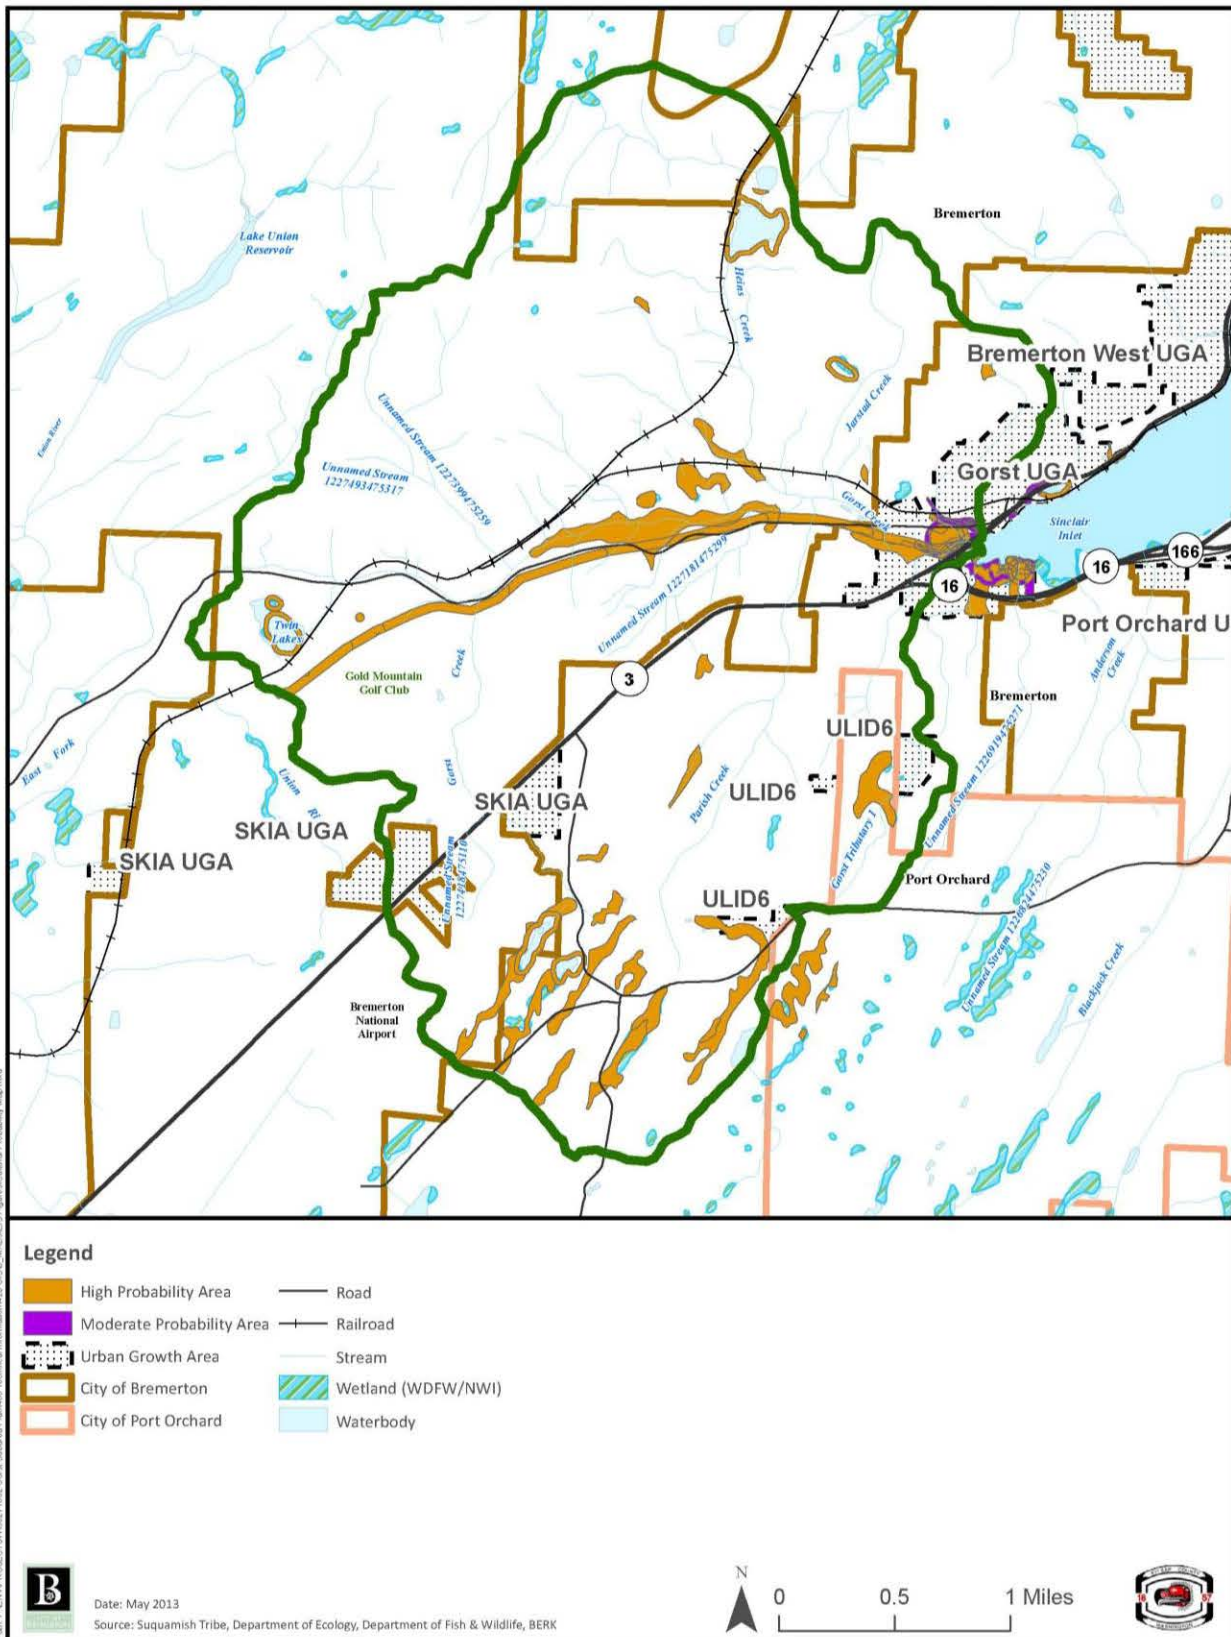 Bremerton
Lake Union
Reservoir
Heins
Creek
Bremerton West UGA
Jarstad Creek
Union River
Unnamed Stream 1227399475259
Unnamed Stream
1227493475317
Gorst UGA
Gorst Creek
Sinclair
Inlet
166
16
16
Unnamed Stream 1227181475299
Twin
Lakes
Port Orchard U
Anderson
Creek
Gold Mountain
Golf Club
Creek
3
Bremerton
ULID6
East Fork
Union Ri
Gorst
Parish Creek
ULID6
SKIA UGA
SKIA UGA
SKIA UGA
Gorst Tributary 1
Port Orchard
ULID6
Blackjack Creek
Bremerton
National
Airport
Legend
High Probability Area
Road
Moderate Probability Area
Railroad
Urban Growth Area
Stream
City of Bremerton
Wetland (WDFW/NWI)
City of Port Orchard
Waterbody
B
Date: May 2013
Source: Suquamish Tribe, Department of Ecology, Department of Fish & Wildlife, BERK
N
0 0.5 1 Miles